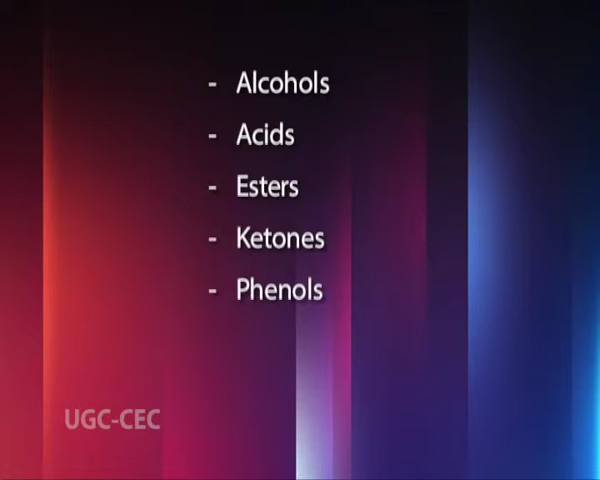 - Alcohols
- Acids
- Esters
- Ketones
- Phenols
UGC-CEC